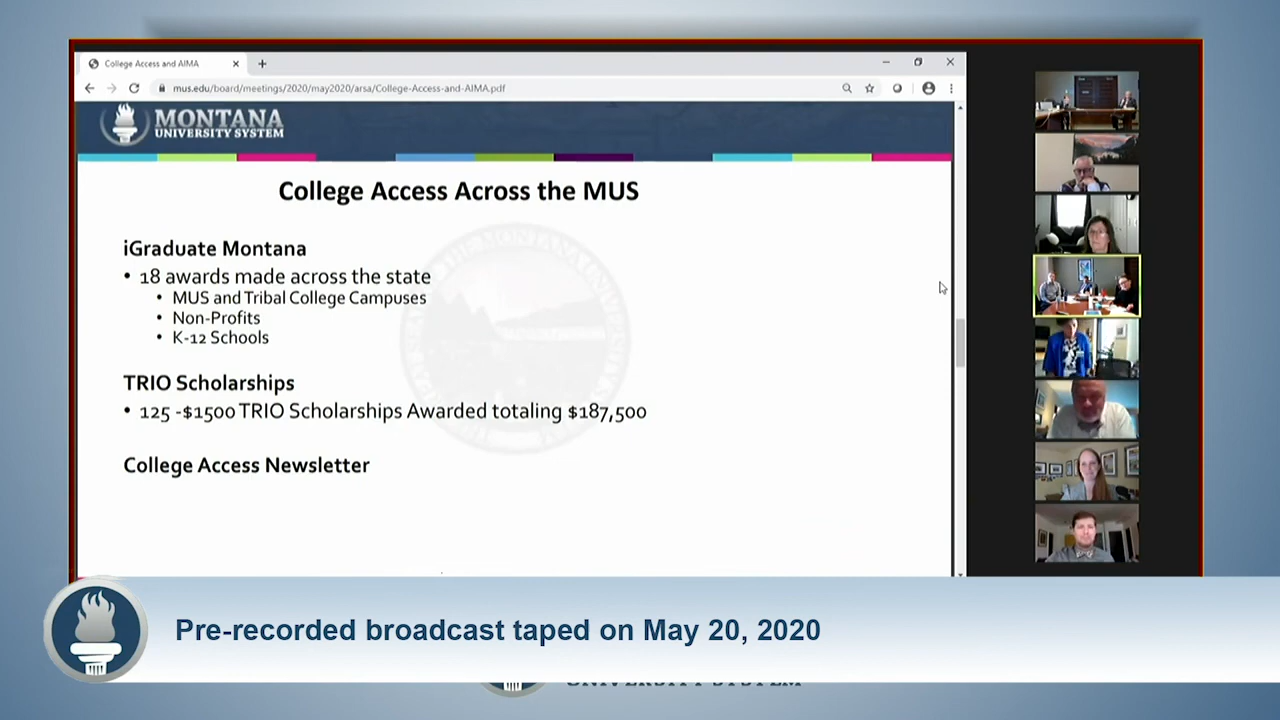 College Access and AIMA
mus.edu/board/meetings/2020/may2020/arsa/College-Access-and-AIMA.pdf
MONTANA
UNIVERSITY SYSTEM
College Access Across the MUS
iGraduate Montana
• 18 awards made across the state
• MUS and Tribal College Campuses
• Non-Profits
• K-12 Schools
TRIO Scholarships
• 125 -$1500 TRIO Scholarships Awarded totaling $187,500
College Access Newsletter
Pre-recorded broadcast taped on May 20, 2020